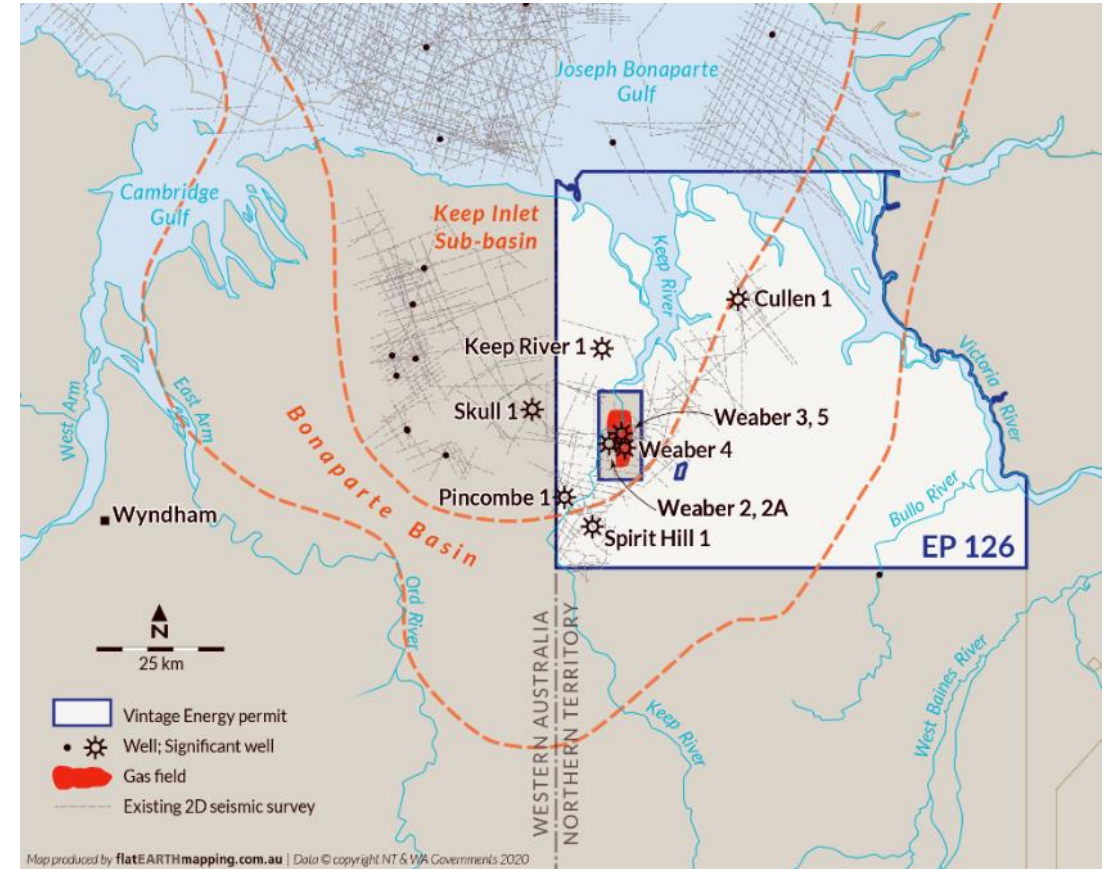 Joseph Bonaparte
Gulf
Cambridge
Gulf
Keep Inlet
Sub-basin
Keep River
Cullen 1
Keep River 1
Victoria River
West Arm
East Arm
Skull 1
Weaber 3, 5
Weaber 4
Bonaparte Basin
Pincombe 1
Weaber 2, 2A
Wyndham
Spirit Hill 1
Bullo River
EP 126
Ord River
N
25 km
WESTERN AUSTRALIA
NORTHERN TERRITORY
Keep River
West Baines River
Vintage Energy permit
Well; Significant well
Gas field
Existing 2D seismic survey
Map produced by flatEARTHmapping.com.au | Data © copyright NT & WA Governments 2020